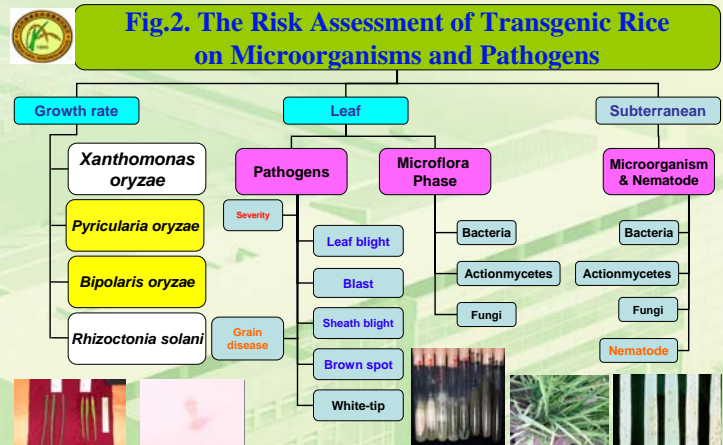 Fig.2. The Risk Assessment of Transgenic Rice
on Microorganisms and Pathogens
Growth rate
Leaf
Subterranean
Xanthomonas
oryzae
Pyricularia oryzae
Bipolaris oryzae
Rhizoctonia solani
Pathogens
Severity
Leaf blight
Blast
Sheath blight
Grain
disease
Brown spot
White-tip
Microflora
Phase
Bacteria
Actionmycetes
Fungi
Microorganism
& Nematode
Bacteria
Actionmycetes
Fungi
Nematode